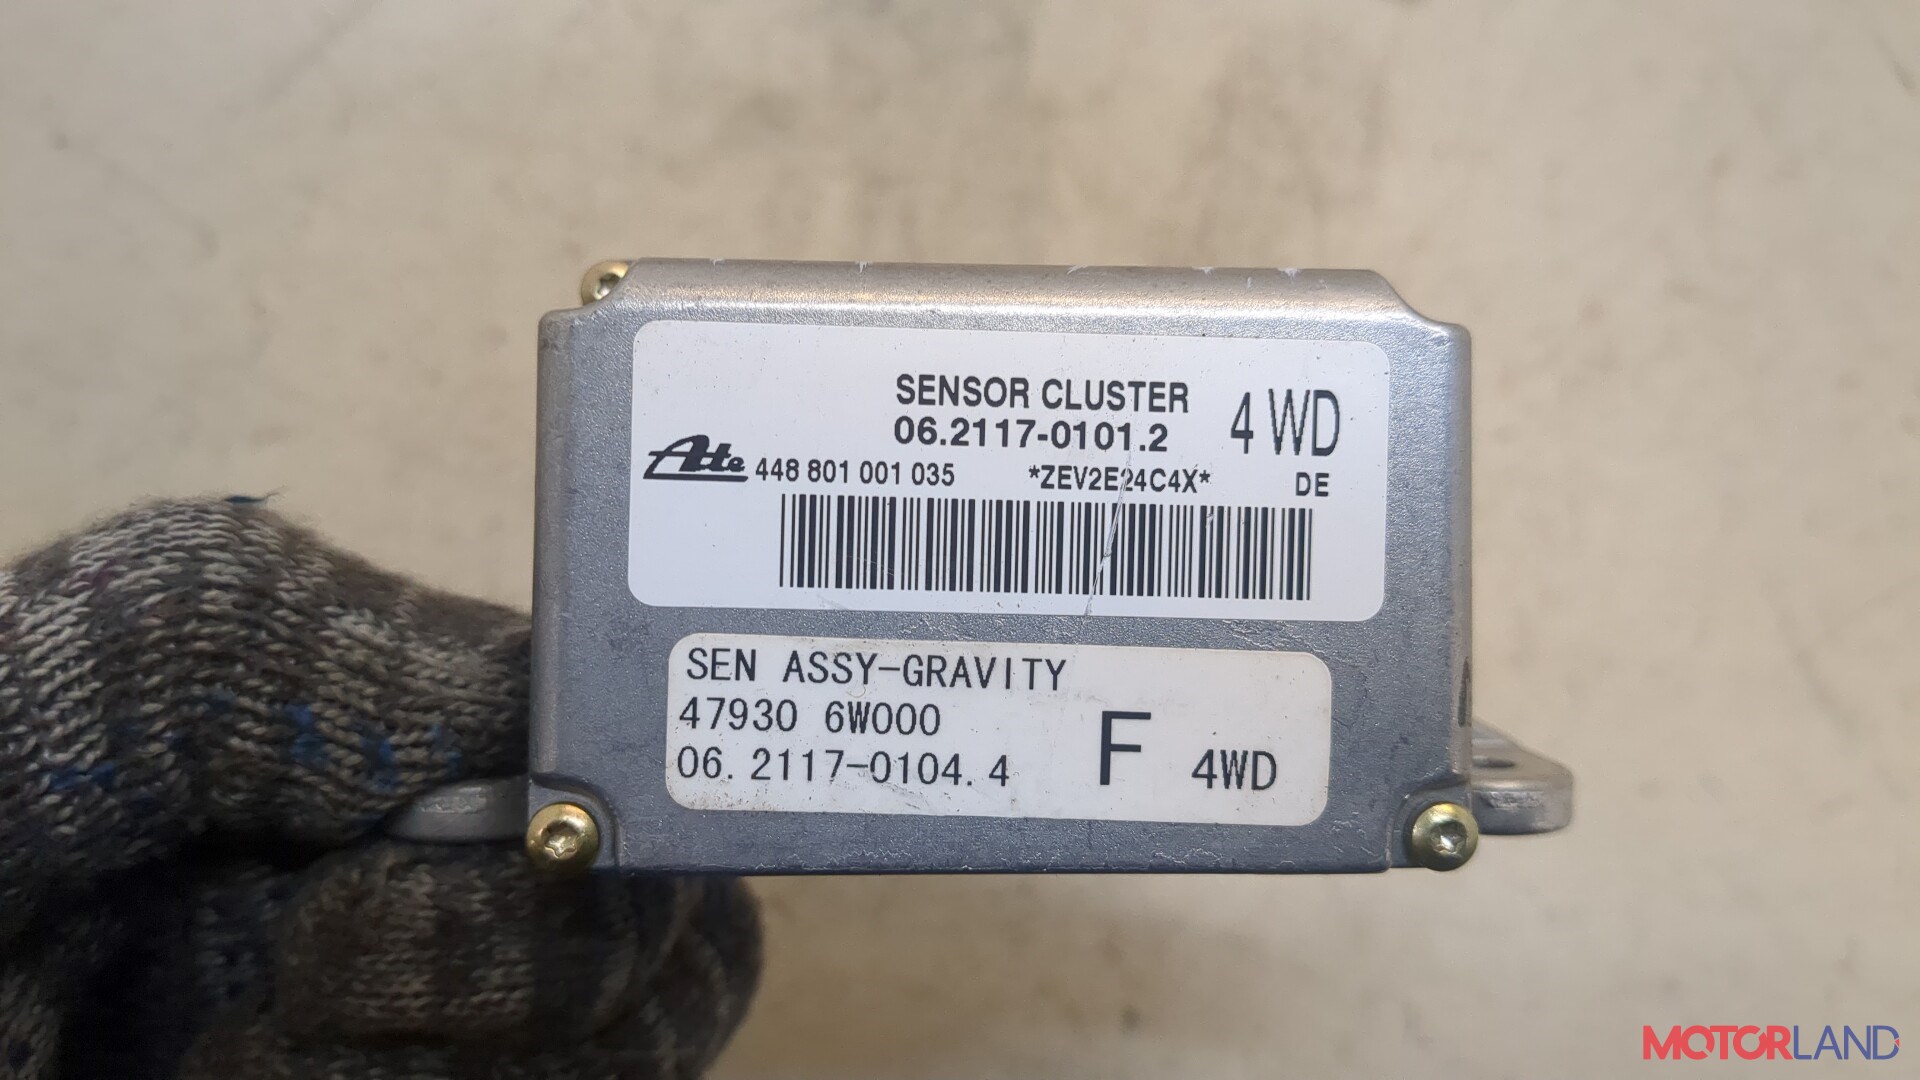 SENSOR CLUSTER
06.2117-0101.2
4 WD
Ate 448 801 001 035 *ZEV2E24C4X* DE
SEN ASSY-GRAVITY
47930 6W000
06.2117-0104.4
F 4WD
MOTORLAND